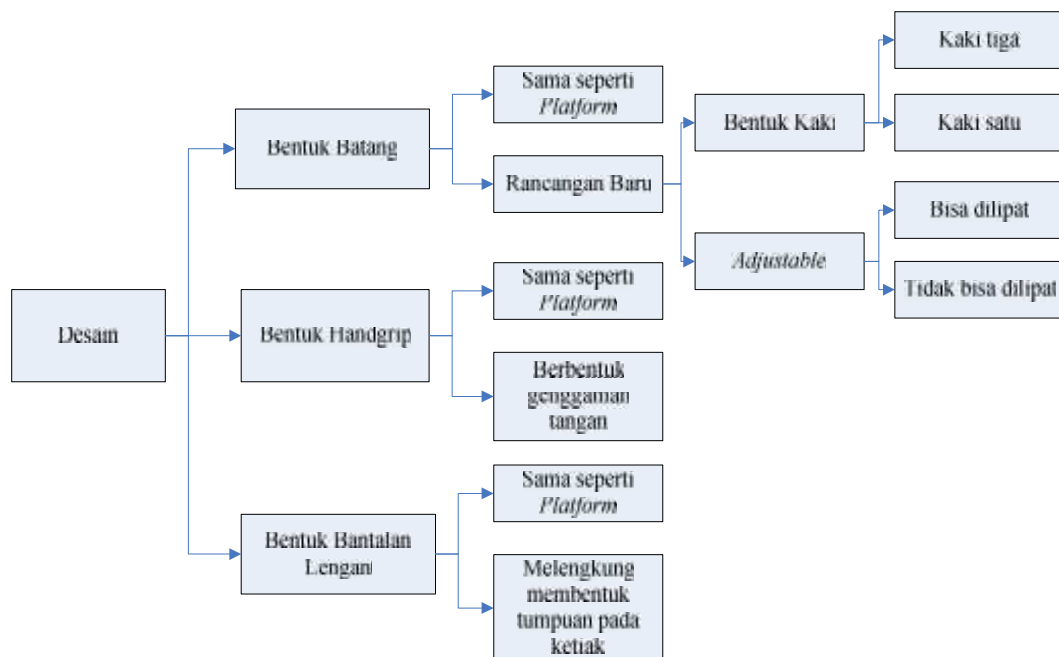 Desain
Bentuk Batang
Sama seperti
Platform
Rancangan Baru
Bentuk Kaki
Kaki tiga
Kaki satu
Adjustable
Bisa dilipat
Tidak bisa dilipat
Bentuk Handgrip
Sama seperti
Platform
Berbentuk
genggaman
tangan
Bentuk Bantalan
Lengan
Sama seperti
Platform
Melengkung
membentuk
tumpuan pada
ketiak